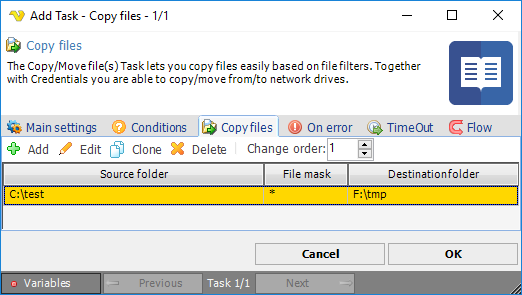 Add Task - Copy files - 1/1
Copy files
The Copy/Move file(s) Task lets you copy files easily based on file filters. Together
with Credentials you are able to copy/move from/to network drives.
Main settings Conditions Copy files On error TimeOut Flow
Add Edit Clone Delete Change order: 1
Source folder File mask Destinationfolder
C:\test * F:\tmp
Cancel OK
Variables Previous Task 1/1 Next